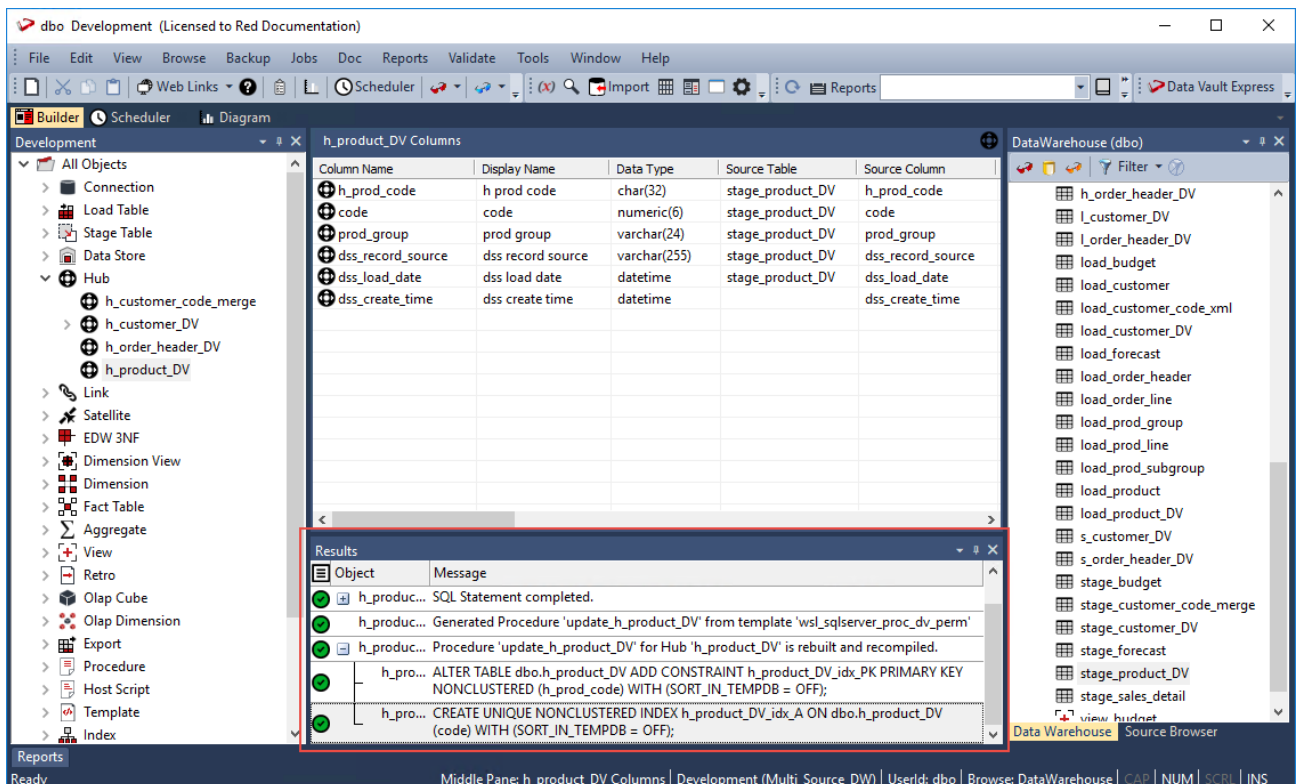 dbo Development (Licensed to Red Documentation)
File Edit View Browse Backup Jobs Doc Reports Validate Tools Window Help
Web Links Scheduler (x) Import Reports Data Vault Express
Builder Scheduler Diagram
Development
All Objects
Connection
Load Table
Stage Table
Data Store
Hub
h_customer_code_merge
h_customer_DV
h_order_header_DV
h_product_DV
Link
Satellite
EDW 3NF
Dimension View
Dimension
Fact Table
Aggregate
View
Retro
Olap Cube
Olap Dimension
Export
Procedure
Host Script
Template
Index
h_product_DV Columns
Column Name Display Name Data Type Source Table Source Column
h_prod_code h prod code char(32) stage_product_DV h_prod_code
code code numeric(6) stage_product_DV code
prod_group prod group varchar(24) stage_product_DV prod_group
dss_record_source dss record source varchar(255) stage_product_DV dss_record_source
dss_load_date dss load date datetime stage_product_DV dss_load_date
dss_create_time dss create time datetime dss_create_time
Results
Object Message
h_produc... SQL Statement completed.
h_produc... Generated Procedure 'update_h_product_DV' from template 'wsl_sqlserver_proc_dv_perm'
h_produc... Procedure 'update_h_product_DV' for Hub 'h_product_DV' is rebuilt and recompiled.
h_pro... ALTER TABLE dbo.h_product_DV ADD CONSTRAINT h_product_DV_idx_PK PRIMARY KEY
NONCLUSTERED (h_prod_code) WITH (SORT_IN_TEMPDB = OFF);
h_pro... CREATE UNIQUE NONCLUSTERED INDEX h_product_DV_idx_A ON dbo.h_product_DV
(code) WITH (SORT_IN_TEMPDB = OFF);
DataWarehouse (dbo)
Filter
h_order_header_DV
l_customer_DV
l_order_header_DV
load_budget
load_customer
load_customer_code_xml
load_customer_DV
load_forecast
load_order_header
load_order_line
load_prod_group
load_prod_line
load_prod_subgroup
load_product
load_product_DV
s_customer_DV
s_order_header_DV
stage_budget
stage_customer_code_merge
stage_customer_DV
stage_forecast
stage_product_DV
stage_sales_detail
view_budget
Data Warehouse Source Browser
Reports
Ready Middle Pane: h_product_DV Columns Development (Multi_Source_DW) UserId: dbo Browse: DataWarehouse CAP NUM SCRL INS